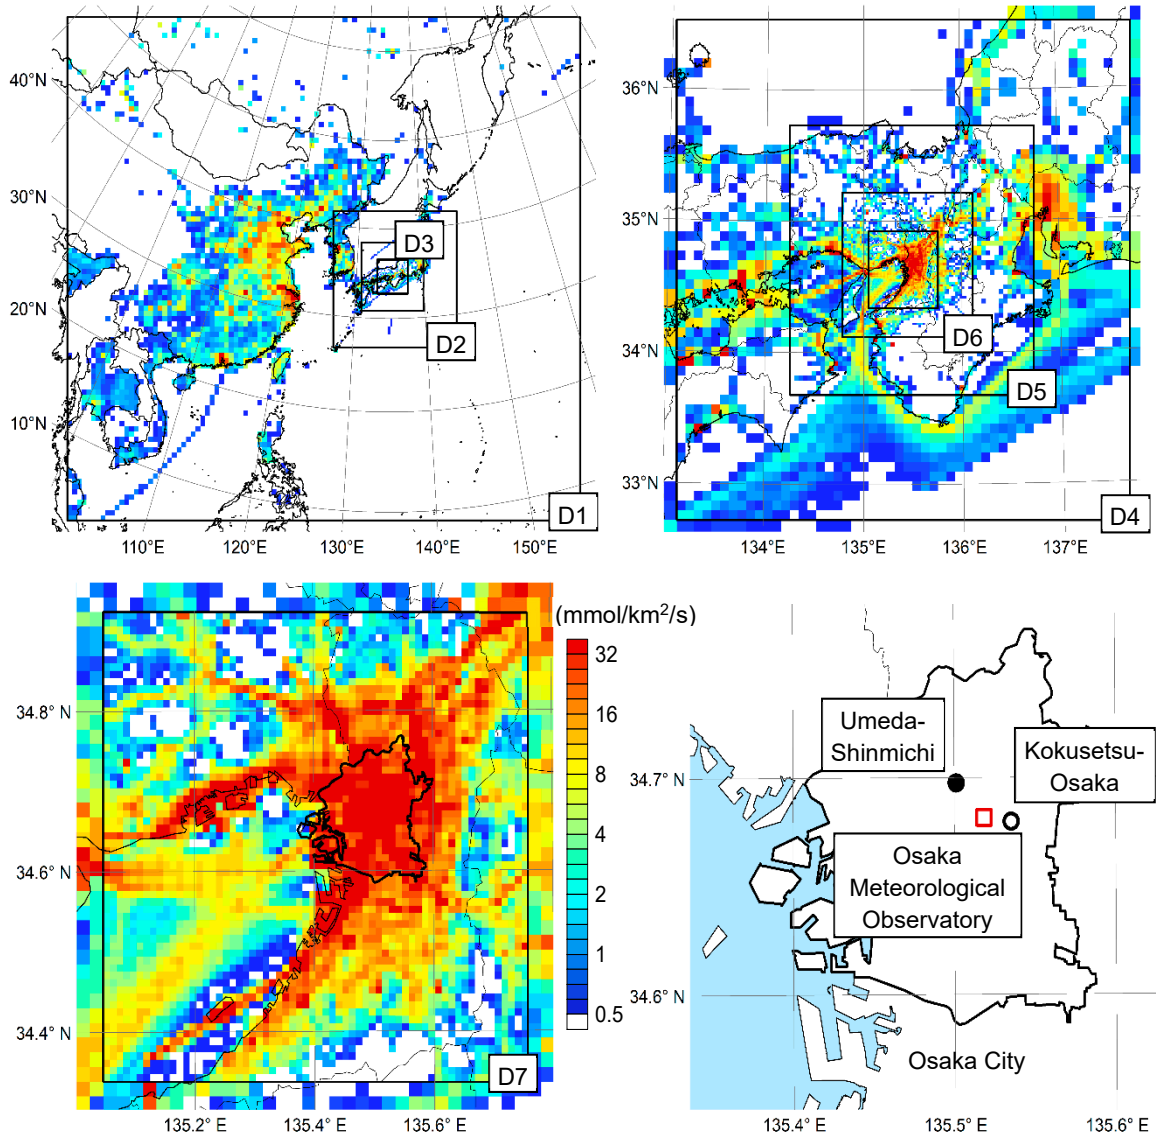 40°N
30°N
20°N
10°N
D3
D2
D1
110°E
120°E
130°E
140°E
150°E
36°N
35°N
34°N
33°N
D6
D5
D4
134°E
135°E
136°E
137°E
(mmol/km²/s)
32
16
8
4
2
1
0.5
34.8° N
34.6° N
34.4° N
D7
135.2° E
135.4° E
135.6° E
Umeda-
Shinmichi
Kokusetsu-
Osaka
34.7°N
Osaka
Meteorological
Observatory
34.6°N
Osaka City
135.4°E
135.5°E
135.6°E